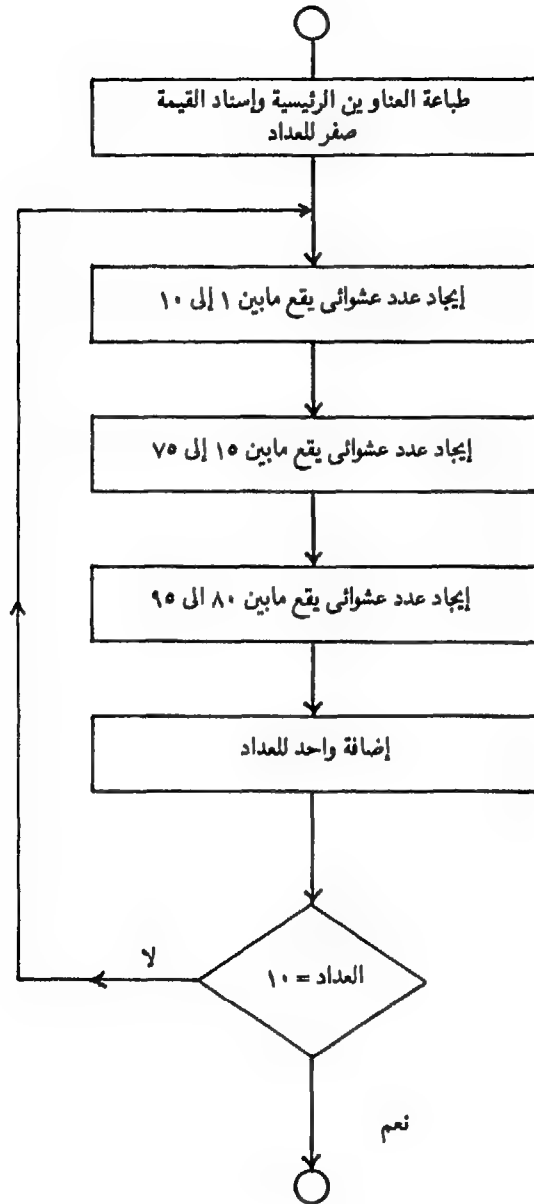 طباعة العناوين الرئيسية وإسناد القيمة
صفر للعداد
إيجاد عدد عشوائى يقع مابين ١ إلى ١٠
إيجاد عدد عشوائى يقع مابين ١٥ إلى ٧٥
إيجاد عدد عشوائى يقع مابين ٨٠ الى ٩٥
إضافة واحد للعداد
العداد = ١٠
لا
نعم